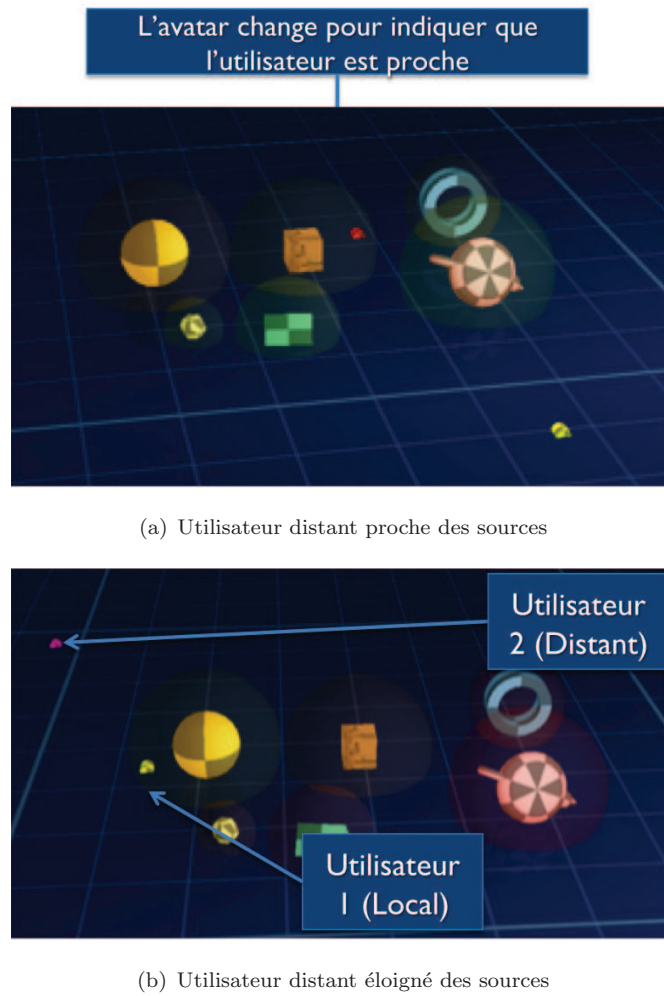 L'avatar change pour indiquer que
l'utilisateur est proche
(a) Utilisateur distant proche des sources
Utilisateur
2 (Distant)
Utilisateur
1 (Local)
(b) Utilisateur distant éloigné des sources